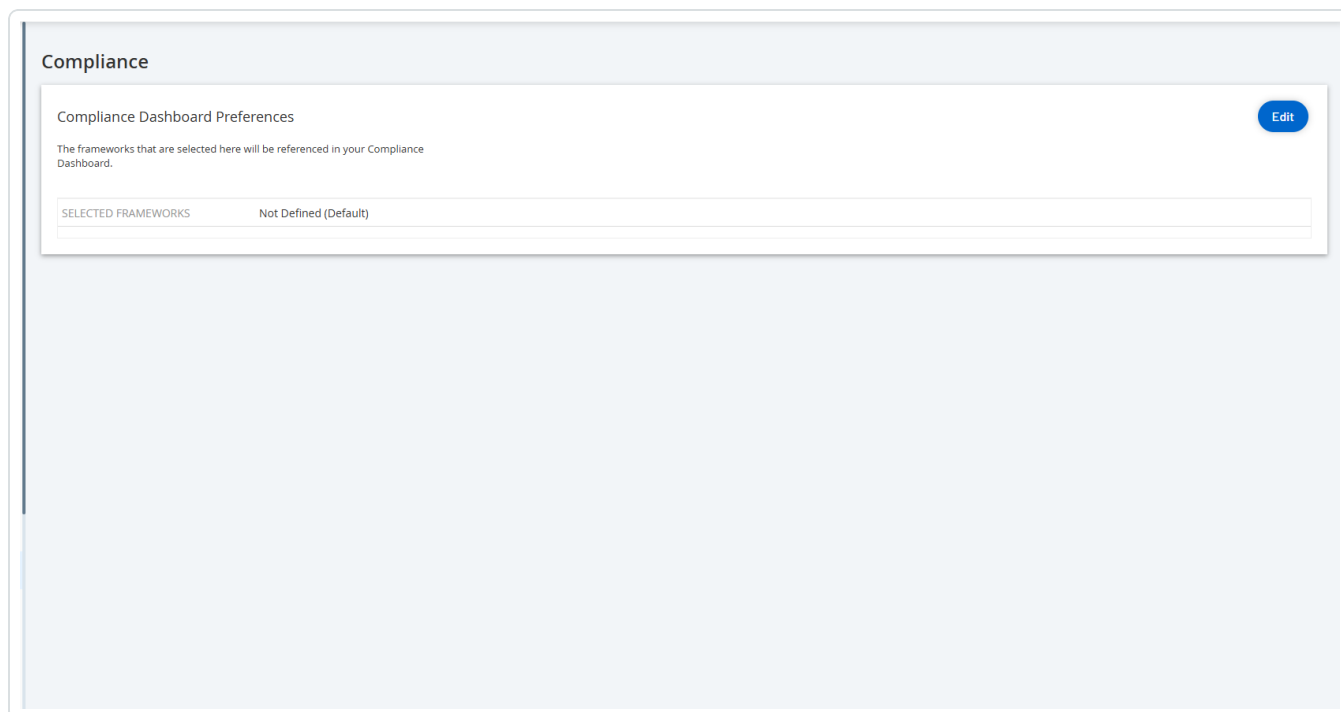 Compliance
Compliance Dashboard Preferences
Edit
The frameworks that are selected here will be referenced in your Compliance
Dashboard.
SELECTED FRAMEWORKS Not Defined (Default)